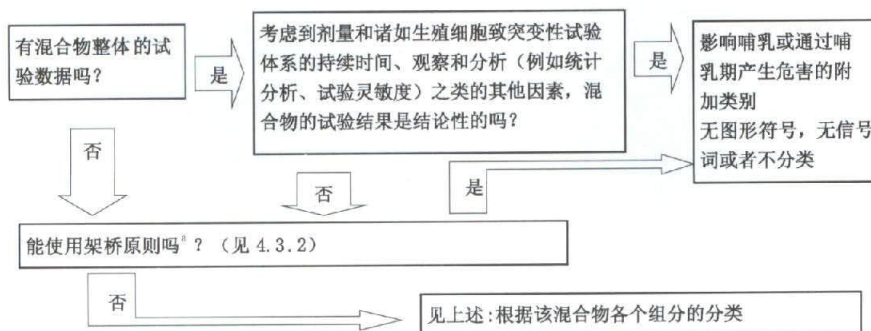 有混合物整体的试
验数据吗？
是
考虑到剂量和诸如生殖细胞致突变性试验
体系的持续时间、观察和分析（例如统计
分析、试验灵敏度）之类的其他因素，混
合物的试验结果是结论性的吗？
是
影响哺乳或通过哺
乳期产生危害的附
加类别
无图形符号，无信号
词或者不分类
否
否
是
能使用架桥原则吗ª？（见 4.3.2）
否
见上述:根据该混合物各个组分的分类